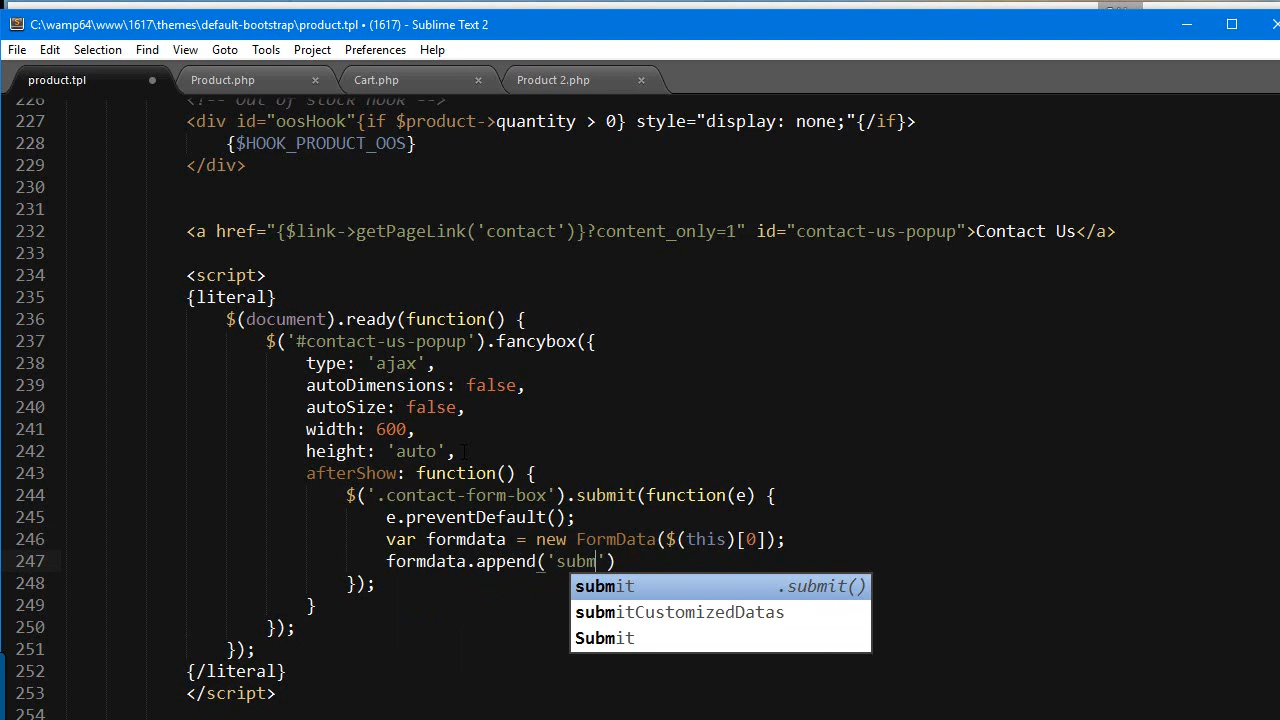 C:\wamp64\www\1617\themes\default-bootstrap\product.tpl • (1617) - Sublime Text 2
File Edit Selection Find View Goto Tools Project Preferences Help
product.tpl Product.php × Cart.php × Product 2.php ×
226 <!-- Out of stock hook -->
227 <div id="oosHook"{if $product->quantity > 0} style="display: none;"{/if}>
228 {$HOOK_PRODUCT_OOS}
229 </div>
230
231
232 <a href="{$link->getPageLink('contact')}?content_only=1" id="contact-us-popup">Contact Us</a>
233
234 <script>
235 {literal}
236 $(document).ready(function() {
237 $('#contact-us-popup').fancybox({
238 type: 'ajax',
239 autoDimensions: false,
240 autoSize: false,
241 width: 600,
242 height: 'auto',
243 afterShow: function() {
244 $('.contact-form-box').submit(function(e) {
245 e.preventDefault();
246 var formdata = new FormData($(this)[0]);
247 formdata.append('subm')
248 });
submit .submit()
submitCustomizedDatas
Submit
249 }
250 });
251 });
252 {/literal}
253 </script>
254